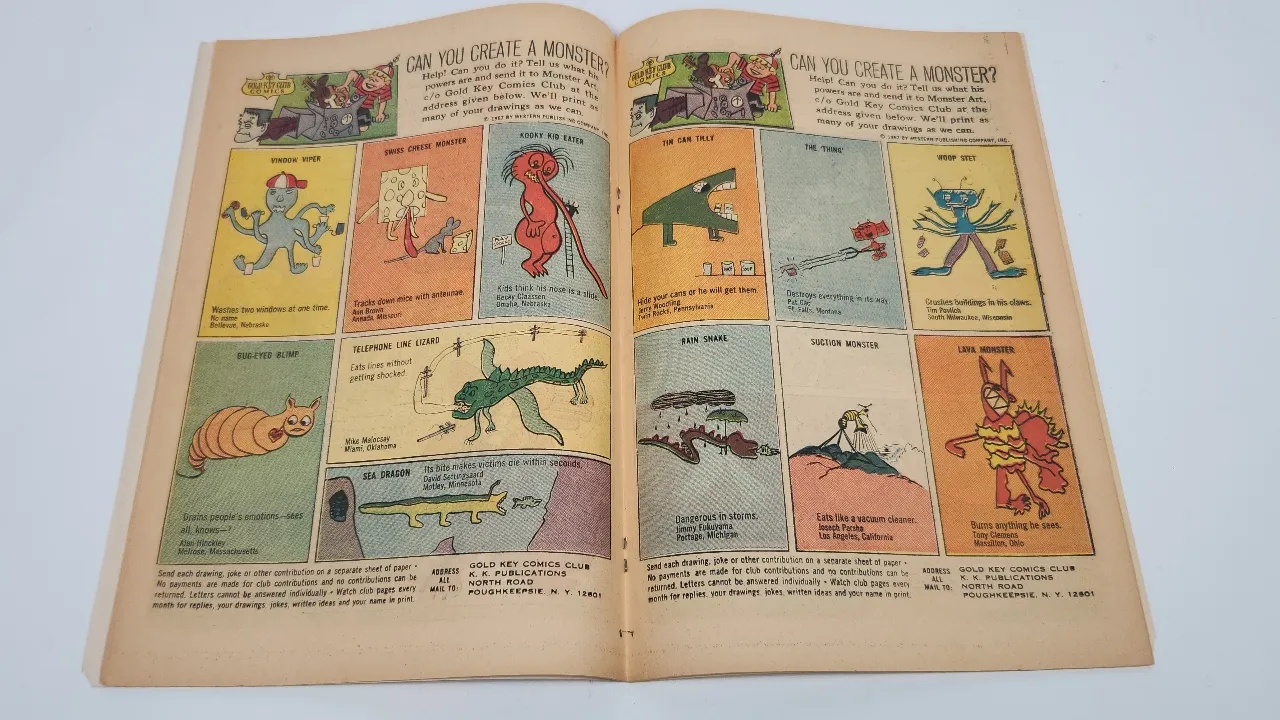 GOLD KEY CLUB
COMICS
CAN YOU CREATE A MONSTER?
Help! Can you do it? Tell us what his
powers are and send it to Monster Art,
c/o Gold Key Comics Club at the
address given below. We'll print as
many of your drawings as we can.
© 1967 BY WESTERN PUBLISHING COMPANY, INC.
VINDOW VIPER
Washes two windows at one time.
No name
Bellevue, Nebraska
SWISS CHEESE MONSTER
Tracks down mice with antennae.
Ann Brown
Annada, Missouri
KOOKY KID EATER
Kids think his nose is a slide.
Becky Claassen
Omaha, Nebraska
BUG-EYED BLIMP
Drains people's emotions—sees
all, knows—?
Alan Hinckley
Melrose, Massachusetts
TELEPHONE LINE LIZARD
Eats lines without
getting shocked.
Mike Malocsay
Miami, Oklahoma
SEA DRAGON
Its bite makes victims die within seconds.
David
Motley, Minnesota
Send each drawing, joke or other contribution on a separate sheet of paper •
No payments are made for club contributions and no contributions can be
returned. Letters cannot be answered individually • Watch club pages every
month for replies, your drawings, jokes, written ideas and your name in print.
ADDRESS
ALL
MAIL TO:
GOLD KEY COMICS CLUB
K. K. PUBLICATIONS
NORTH ROAD
POUGHKEEPSIE, N. Y. 12601
GOLD KEY CLUB
COMICS
CAN YOU CREATE A MONSTER?
Help! Can you do it? Tell us what his
powers are and send it to Monster Art,
c/o Gold Key Comics Club at the
address given below. We'll print as
many of your drawings as we can.
© 1967 BY WESTERN PUBLISHING COMPANY, INC.
TIN CAN TILLY
Hide your cans or he will get them
Jerry Woodling
Twin Rocks, Pennsylvania
THE 'THING'
Destroys everything in its way
Pat
Falls, Montana
WOOP STET
Crushes buildings in his claws.
Tim Pavlich
South Milwaukee, Wisconsin
RAIN SNAKE
Dangerous in storms.
Jimmy Fukuyama
Portage, Michigan
SUCTION MONSTER
Eats like a vacuum cleaner.
Joseph Parsha
Los Angeles, California
LAVA MONSTER
Burns anything he sees.
Tony Clemens
Massillon, Ohio
Send each drawing, joke or other contribution on a separate sheet of paper •
No payments are made for club contributions and no contributions can be
returned. Letters cannot be answered individually • Watch club pages every
month for replies, your drawings, jokes, written ideas and your name in print.
ADDRESS
ALL
MAIL TO:
GOLD KEY COMICS CLUB
K. K. PUBLICATIONS
NORTH ROAD
POUGHKEEPSIE, N. Y. 12601